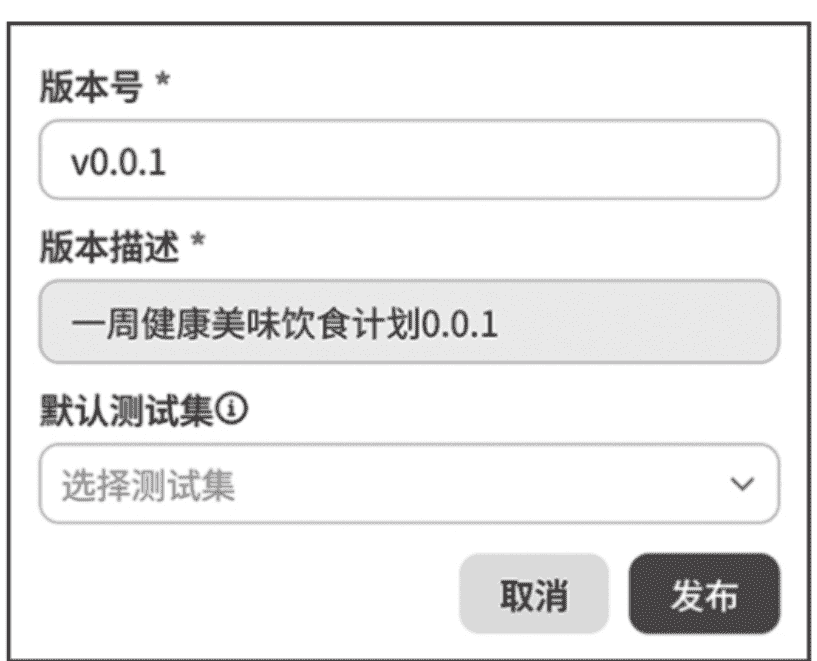 版本号 *
v0.0.1
版本描述 *
一周健康美味饮食计划0.0.1
默认测试集
选择测试集
取消 发布